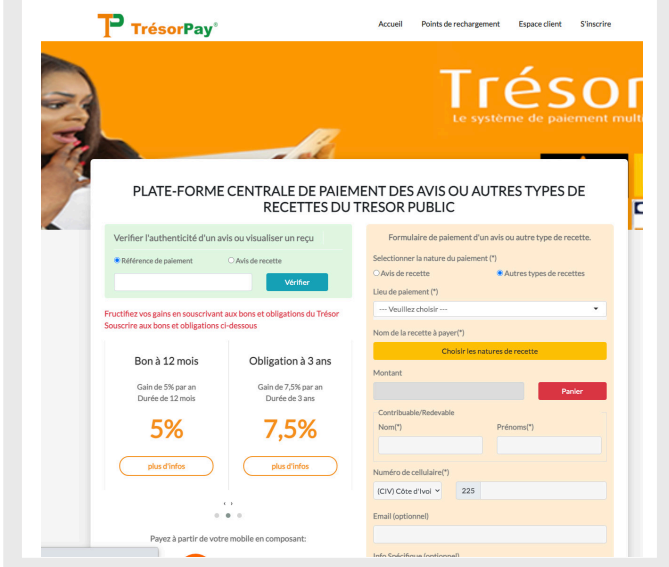 TrésorPay®
Accueil
Points de rechargement
Espace client
S'inscrire
Trésor
Le système de paiement multi
PLATE-FORME CENTRALE DE PAIEMENT DES AVIS OU AUTRES TYPES DE
RECETTES DU TRESOR PUBLIC
Verifier l'authenticité d'un avis ou visualiser un reçu
Référence de paiement
Avis de recette
Vérifier
Fructifiez vos gains en souscrivant aux bons et obligations du Trésor
Souscrire aux bons et obligations ci-dessous
Bon à 12 mois
Gain de 5% par an
Durée de 12 mois
5%
plus d'infos
Obligation à 3 ans
Gain de 7,5% par an
Durée de 3 ans
7,5%
plus d'infos
Payez à partir de votre mobile en composant:
Formulaire de paiement d'un avis ou autre type de recette.
Selectionner la nature du paiement (*)
Avis de recette
Autres types de recettes
Lieu de paiement (*)
--- Veuillez choisir ---
Nom de la recette à payer(*)
Choisir les natures de recette
Montant
Panier
Contribuable/Redevable
Nom(*)
Prénoms(*)
Numéro de cellulaire(*)
(CIV) Côte d'Ivoi
225
Email (optionnel)
Info Spécifique (optionnel)